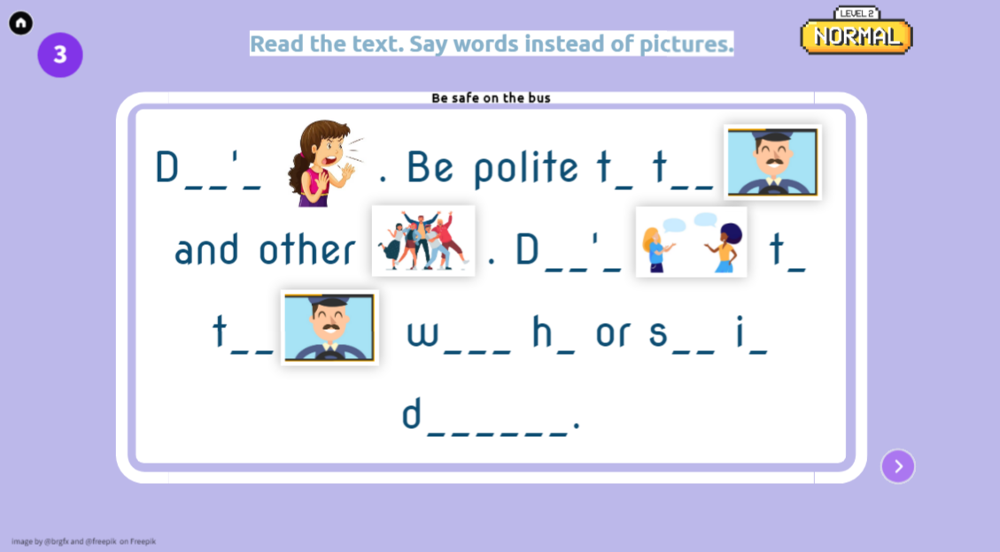 LEVEL 2
NORMAL
3
Read the text. Say words instead of pictures.
Be safe on the bus
D__'_ . Be polite t_ t__
and other . D__'_ t_
t__ w___ h_ or s__ i_
d______.
Image by @brgfx and @freepik on Freepik